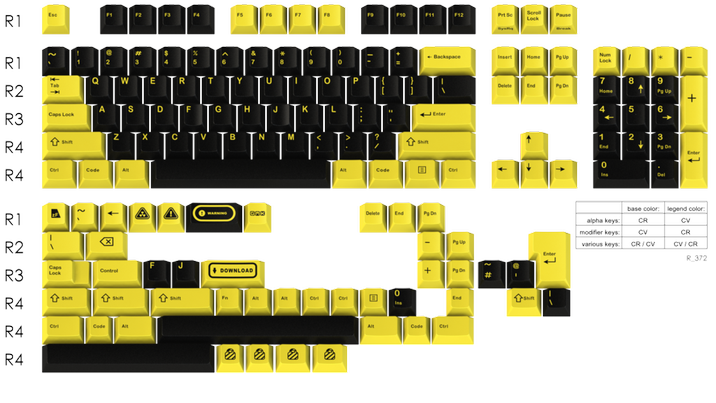 R1 Esc F1 F2 F3 F4 F5 F6 F7 F8 F9 F10 F11 F12 Prt Sc Scroll Lock Pause
R1 ~ ` ! 1 @ 2 # 3 $ 4 % 5 ^ 6 & 7 * 8 ( 9 ) 0 _ - + = ← Backspace Insert Home Pg Up Num Lock / * −
R2 Tab Q W E R T Y U I O P { [ } ] | \ Delete End Pg Dn 7 Home 8 ↑ 9 Pg Up +
R3 Caps Lock A S D F G H J K L : ; " ' Enter 4 ← 5 6 →
R4 Shift Z X C V B N M < , > . ? / Shift ↑ 1 End 2 ↓ 3 Pg Dn Enter
R4 Ctrl Code Alt Alt Code Ctrl ← ↓ → 0 Ins . Del
R1 ~ ` ← WARNING Delete End Pg Dn
R2 | \ − Pg Up Enter
R3 Caps Lock Control F J DOWNLOAD + Pg Dn ~ # @ '
R4 Shift Shift Shift Fn Alt Alt Ctrl Ctrl 0 Ins End Shift | \
R4 Ctrl Code Alt Alt Code Ctrl
R4
base color: legend color:
alpha keys: CR CV
modifier keys: CV CR
various keys: CR / CV CV / CR
R_372